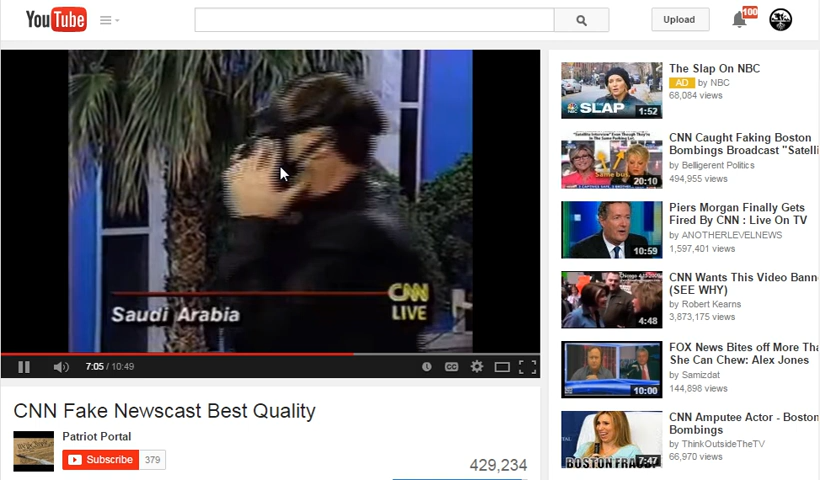 YouTube
Upload
100
Saudi Arabia
CNN
LIVE
7:05 / 10:49
CC
CNN Fake Newscast Best Quality
Patriot Portal
Subscribe 379
429,234
NBC SLAP
1:52
The Slap On NBC
AD by NBC
68,084 views
Same bus
20:10
CNN Caught Faking Boston
Bombings Broadcast "Satelli
by Belligerent Politics
494,955 views
10:59
Piers Morgan Finally Gets
Fired By CNN : Live On TV
by ANOTHERLEVELNEWS
1,597,401 views
4:48
CNN Wants This Video Bann
(SEE WHY)
by Robert Kearns
3,873,175 views
10:00
FOX News Bites off More Tha
She Can Chew: Alex Jones
by Samizdat
144,898 views
BOSTON FRAUD
7:47
CNN Amputee Actor - Boston
Bombings
by ThinkOutsideTheTV
66,970 views